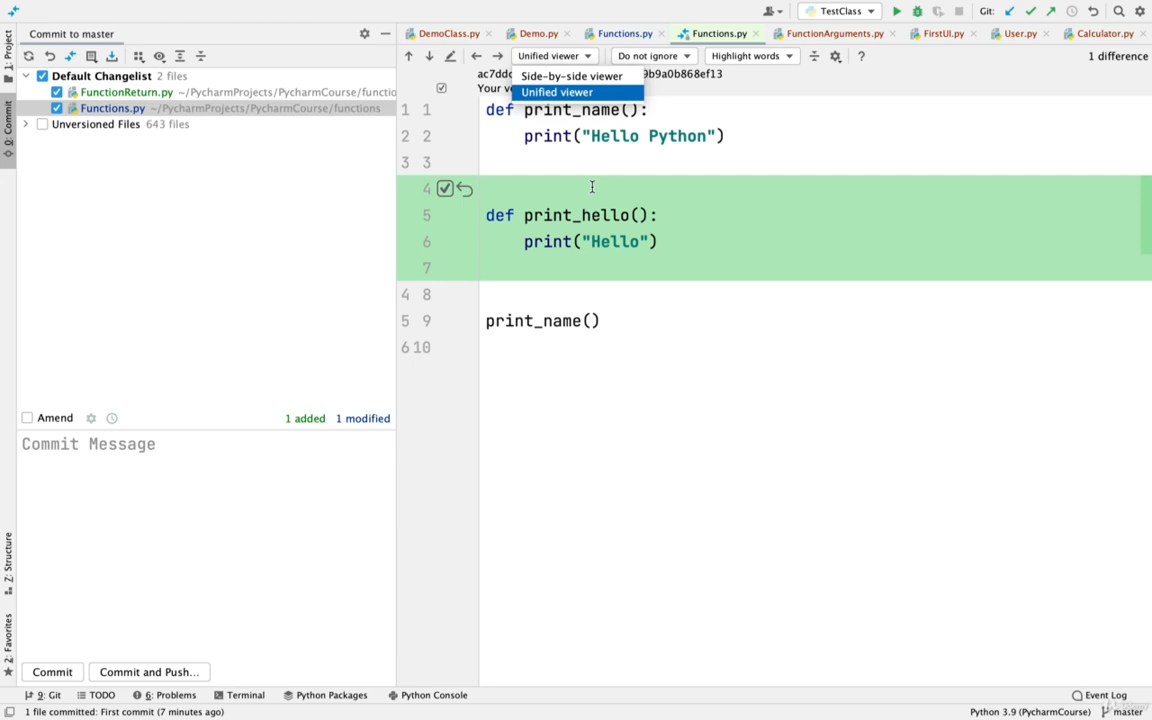 TestClass
Git:
1: Project
0: Commit
Z: Structure
2: Favorites
Commit to master
Default Changelist 2 files
FunctionReturn.py ~/PycharmProjects/PycharmCourse/functio
Functions.py ~/PycharmProjects/PycharmCourse/functions
Unversioned Files 643 files
Amend
1 added 1 modified
Commit Message
Commit
Commit and Push...
DemoClass.py
Demo.py
Functions.py
Functions.py
FunctionArguments.py
FirstUI.py
User.py
Calculator.py
Unified viewer
Do not ignore
Highlight words
?
1 difference
Side-by-side viewer
Unified viewer
ac7ddc
9b9a0b868ef13
Your v
1 1 def print_name():
2 2 print("Hello Python")
3 3
4
5 def print_hello():
6 print("Hello")
7
4 8
5 9 print_name()
6 10
9: Git
TODO
6: Problems
Terminal
Python Packages
Python Console
Event Log
1 file committed: First commit (7 minutes ago)
Python 3.9 (PycharmCourse)
master